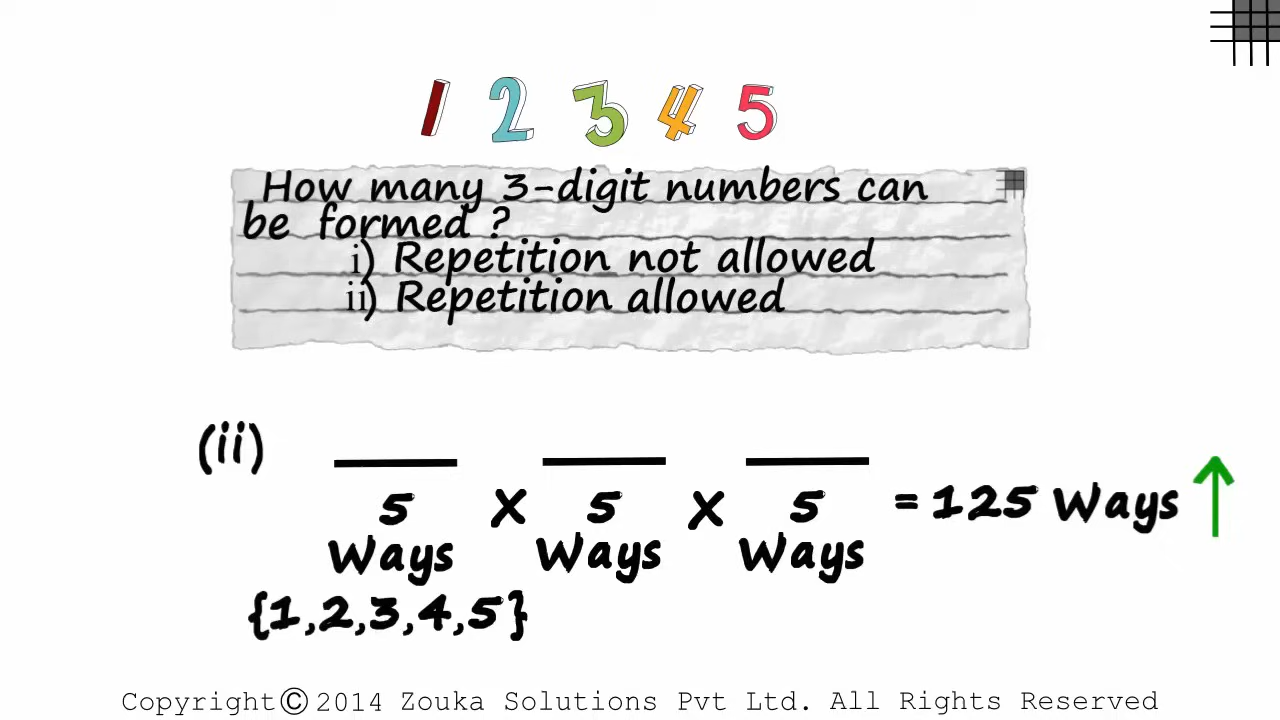 1 2 3 4 5
How many 3-digit numbers can
be formed ?
i) Repetition not allowed
ii) Repetition allowed
(ii)
5 X 5 X 5 = 125 Ways
Ways Ways Ways
{1,2,3,4,5}
Copyright© 2014 Zouka Solutions Pvt Ltd. All Rights Reserved